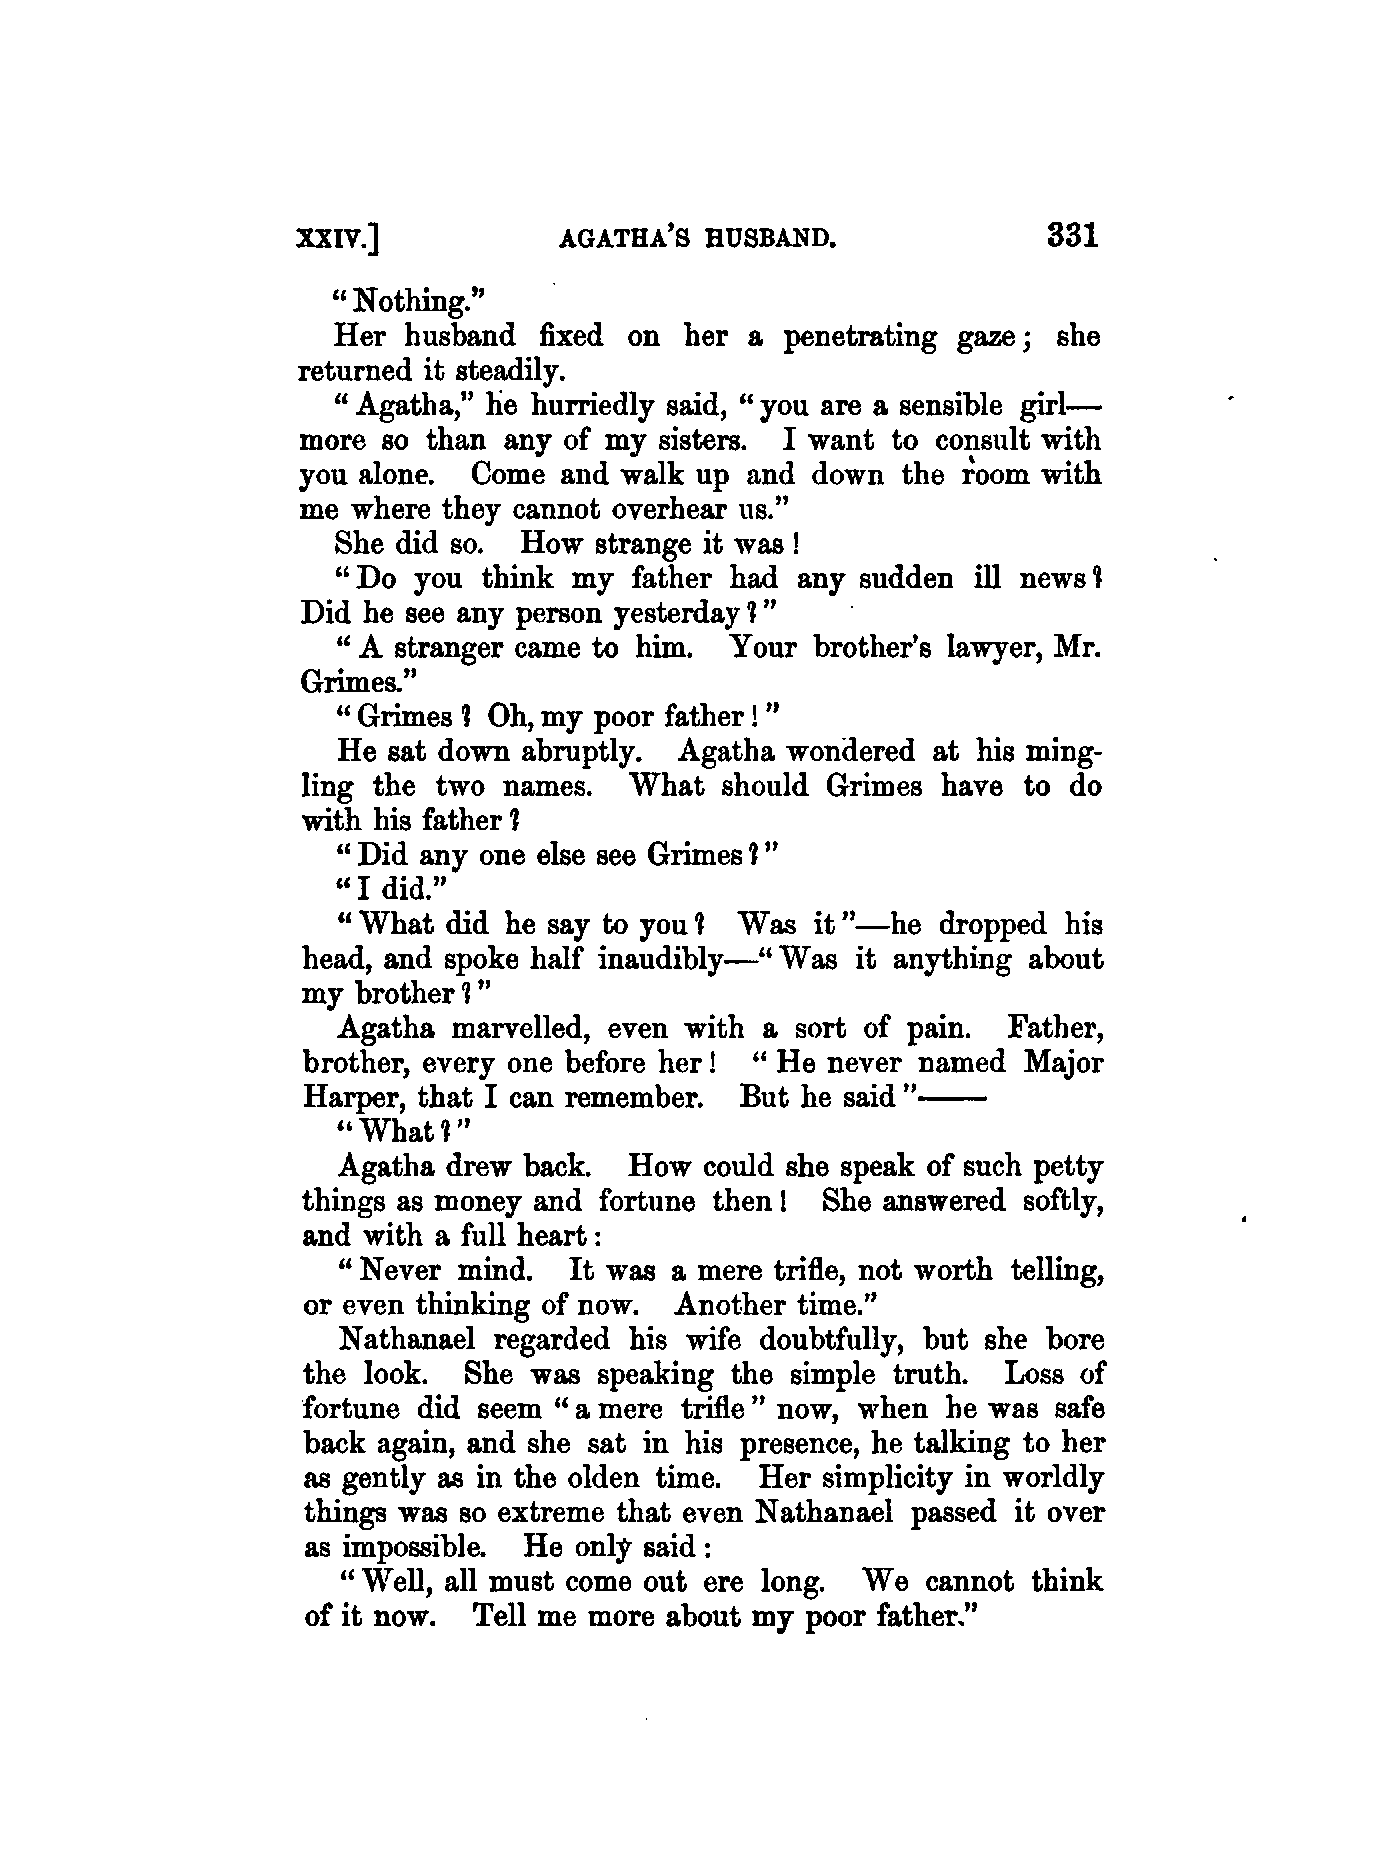 XXIV.] AGATHA'S HUSBAND. 331
"Nothing."
Her husband fixed on her a penetrating gaze; she
returned it steadily.
"Agatha," he hurriedly said, "you are a sensible girl—
more so than any of my sisters. I want to consult with
you alone. Come and walk up and down the room with
me where they cannot overhear us."
She did so. How strange it was!
"Do you think my father had any sudden ill news?
Did he see any person yesterday?"
"A stranger came to him. Your brother's lawyer, Mr.
Grimes."
"Grimes? Oh, my poor father!"
He sat down abruptly. Agatha wondered at his ming-
ling the two names. What should Grimes have to do
with his father?
"Did any one else see Grimes?"
"I did."
"What did he say to you? Was it"—he dropped his
head, and spoke half inaudibly—"Was it anything about
my brother?"
Agatha marvelled, even with a sort of pain. Father,
brother, every one before her! "He never named Major
Harper, that I can remember. But he said"——
"What?"
Agatha drew back. How could she speak of such petty
things as money and fortune then! She answered softly,
and with a full heart:
"Never mind. It was a mere trifle, not worth telling,
or even thinking of now. Another time."
Nathanael regarded his wife doubtfully, but she bore
the look. She was speaking the simple truth. Loss of
fortune did seem "a mere trifle" now, when he was safe
back again, and she sat in his presence, he talking to her
as gently as in the olden time. Her simplicity in worldly
things was so extreme that even Nathanael passed it over
as impossible. He only said:
"Well, all must come out ere long. We cannot think
of it now. Tell me more about my poor father."